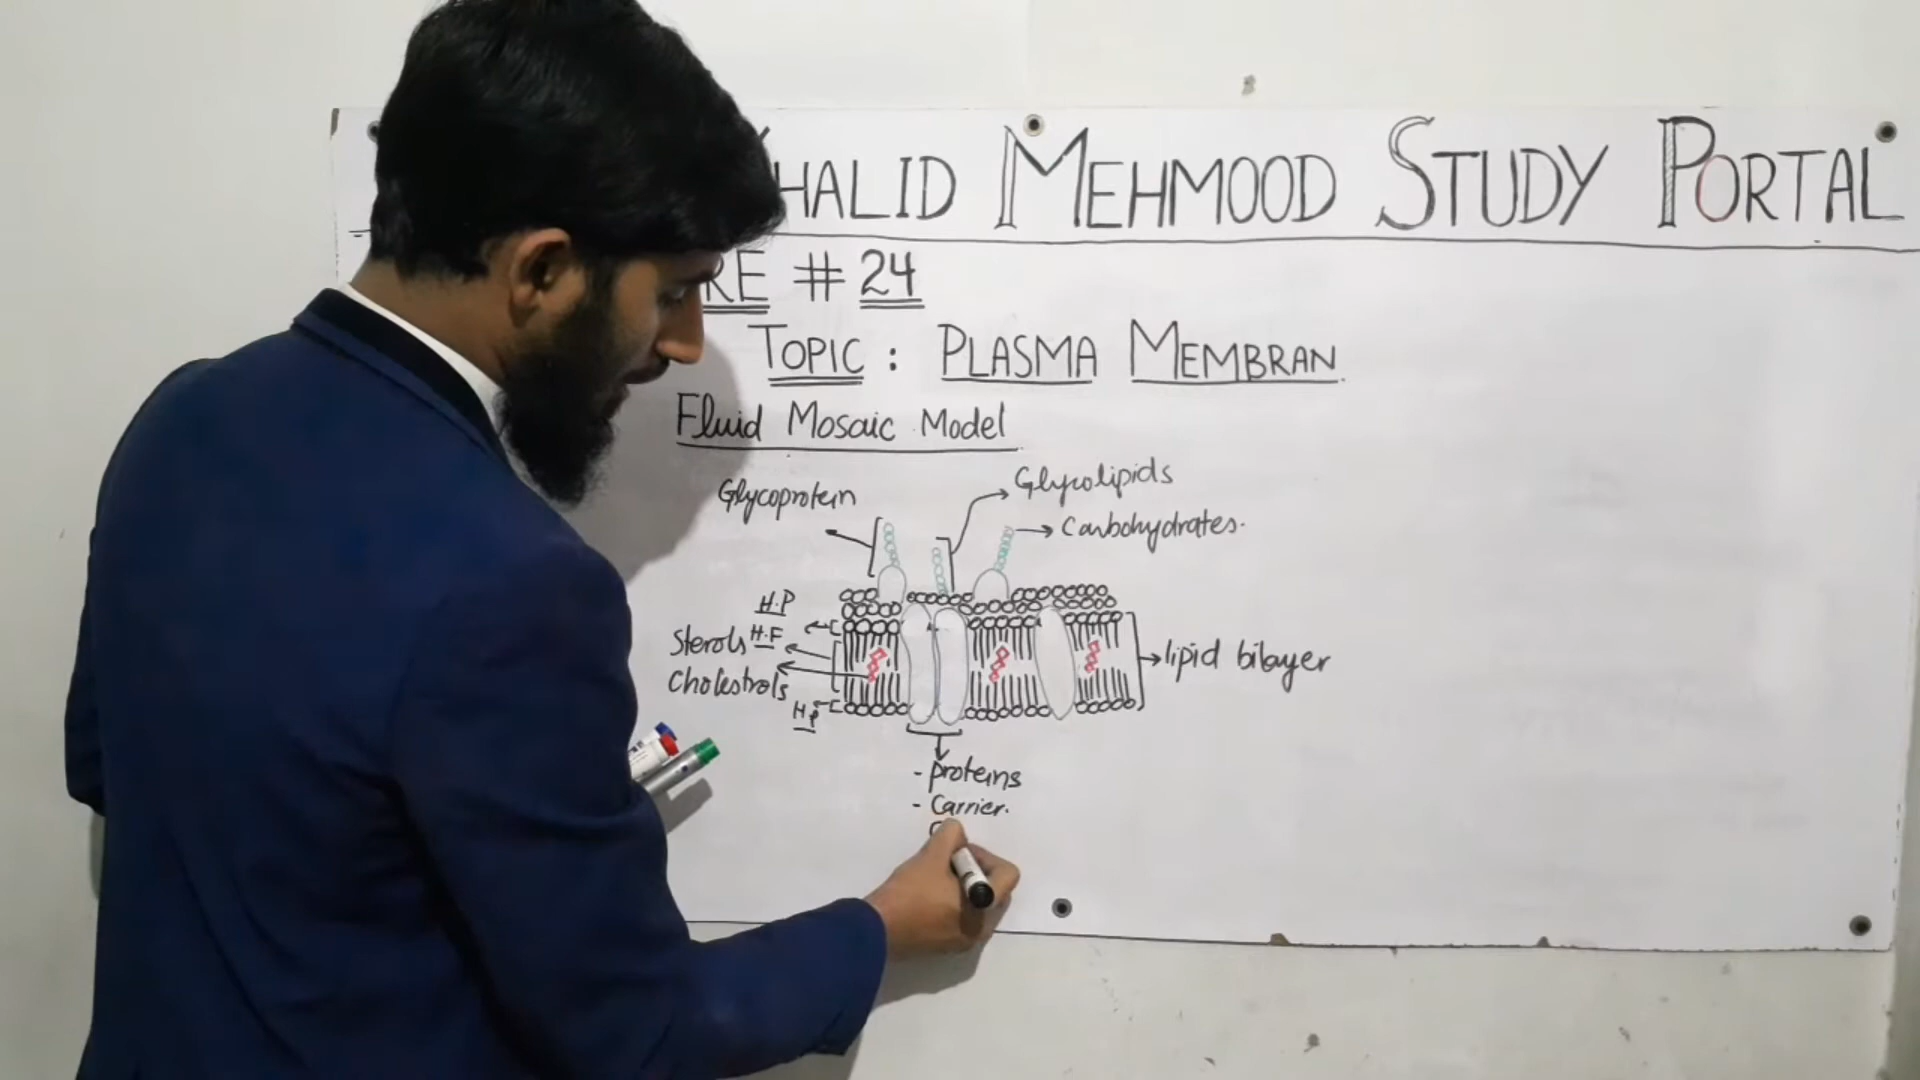 HALID MEHMOOD STUDY PORTAL
RE # 24
TOPIC : PLASMA MEMBRAN
Fluid Mosaic Model
Glycoprotein
Glycolipids
Carbohydrates.
H.P
Sterols H.F
Cholestrols
H.P
lipid bilayer
- proteins
- Carrier.
C